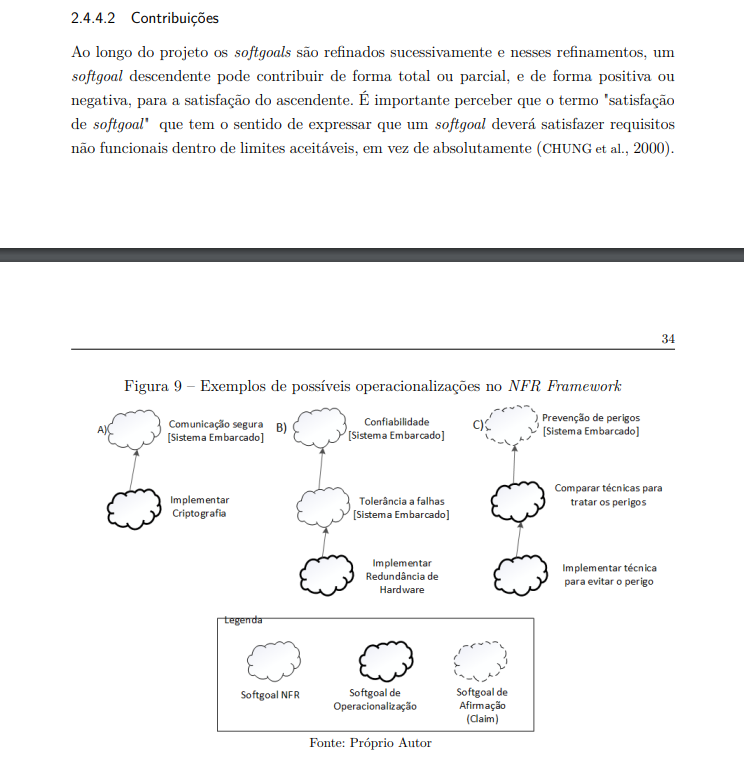 2.4.4.2 Contribuições
Ao longo do projeto os softgoals são refinados sucessivamente e nesses refinamentos, um
softgoal descendente pode contribuir de forma total ou parcial, e de forma positiva ou
negativa, para a satisfação do ascendente. É importante perceber que o termo "satisfação
de softgoal" que tem o sentido de expressar que um softgoal deverá satisfazer requisitos
não funcionais dentro de limites aceitáveis, em vez de absolutamente (CHUNG et al., 2000).
34
Figura 9 – Exemplos de possíveis operacionalizações no NFR Framework
A)
Comunicação segura
[Sistema Embarcado]
Implementar
Criptografia
B)
Confiabilidade
[Sistema Embarcado]
Tolerância a falhas
[Sistema Embarcado]
Implementar
Redundância de
Hardware
C)
Prevenção de perigos
[Sistema Embarcado]
Comparar técnicas para
tratar os perigos
Implementar técnica
para evitar o perigo
Legenda
Softgoal NFR
Softgoal de
Operacionalização
Softgoal de
Afirmação
(Claim)
Fonte: Próprio Autor